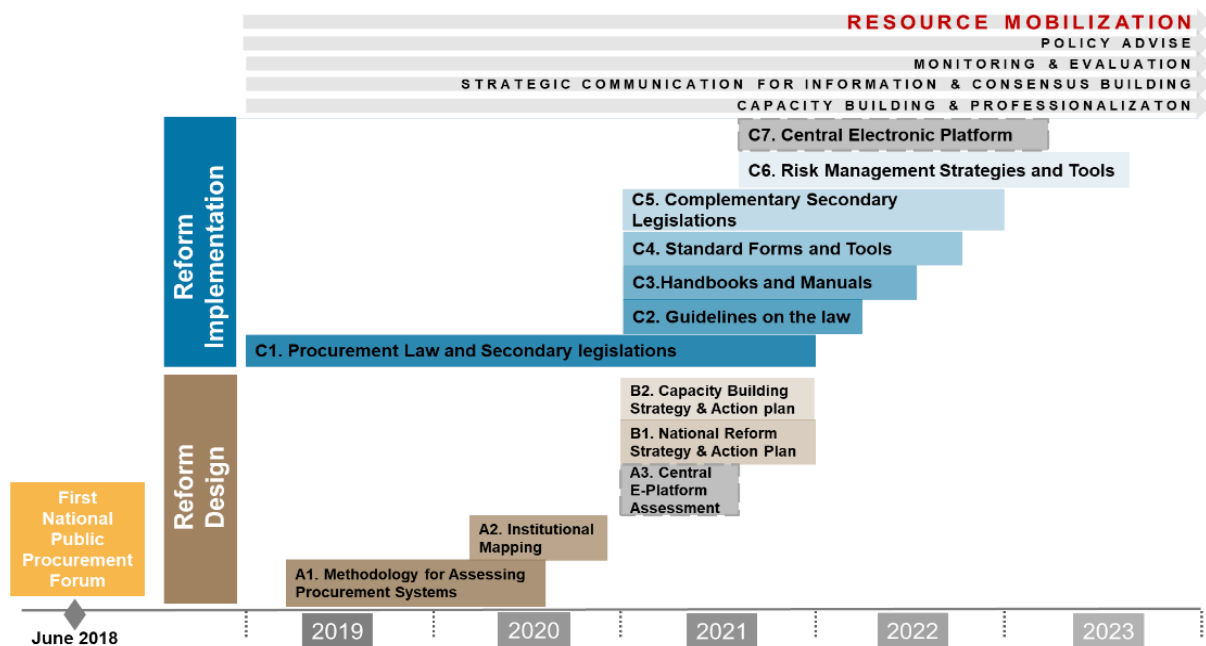 RESOURCE MOBILIZATION
POLICY ADVISE
MONITORING & EVALUATION
STRATEGIC COMMUNICATION FOR INFORMATION & CONSENSUS BUILDING
CAPACITY BUILDING & PROFESSIONALIZATON
Reform
Implementation
C7. Central Electronic Platform
C6. Risk Management Strategies and Tools
C5. Complementary Secondary
Legislations
C4. Standard Forms and Tools
C3.Handbooks and Manuals
C2. Guidelines on the law
C1. Procurement Law and Secondary legislations
Reform
Design
B2. Capacity Building
Strategy & Action plan
B1. National Reform
Strategy & Action Plan
A3. Central
E-Platform
Assessment
A2. Institutional
Mapping
A1. Methodology for Assessing
Procurement Systems
First
National
Public
Procurement
Forum
June 2018
2019
2020
2021
2022
2023